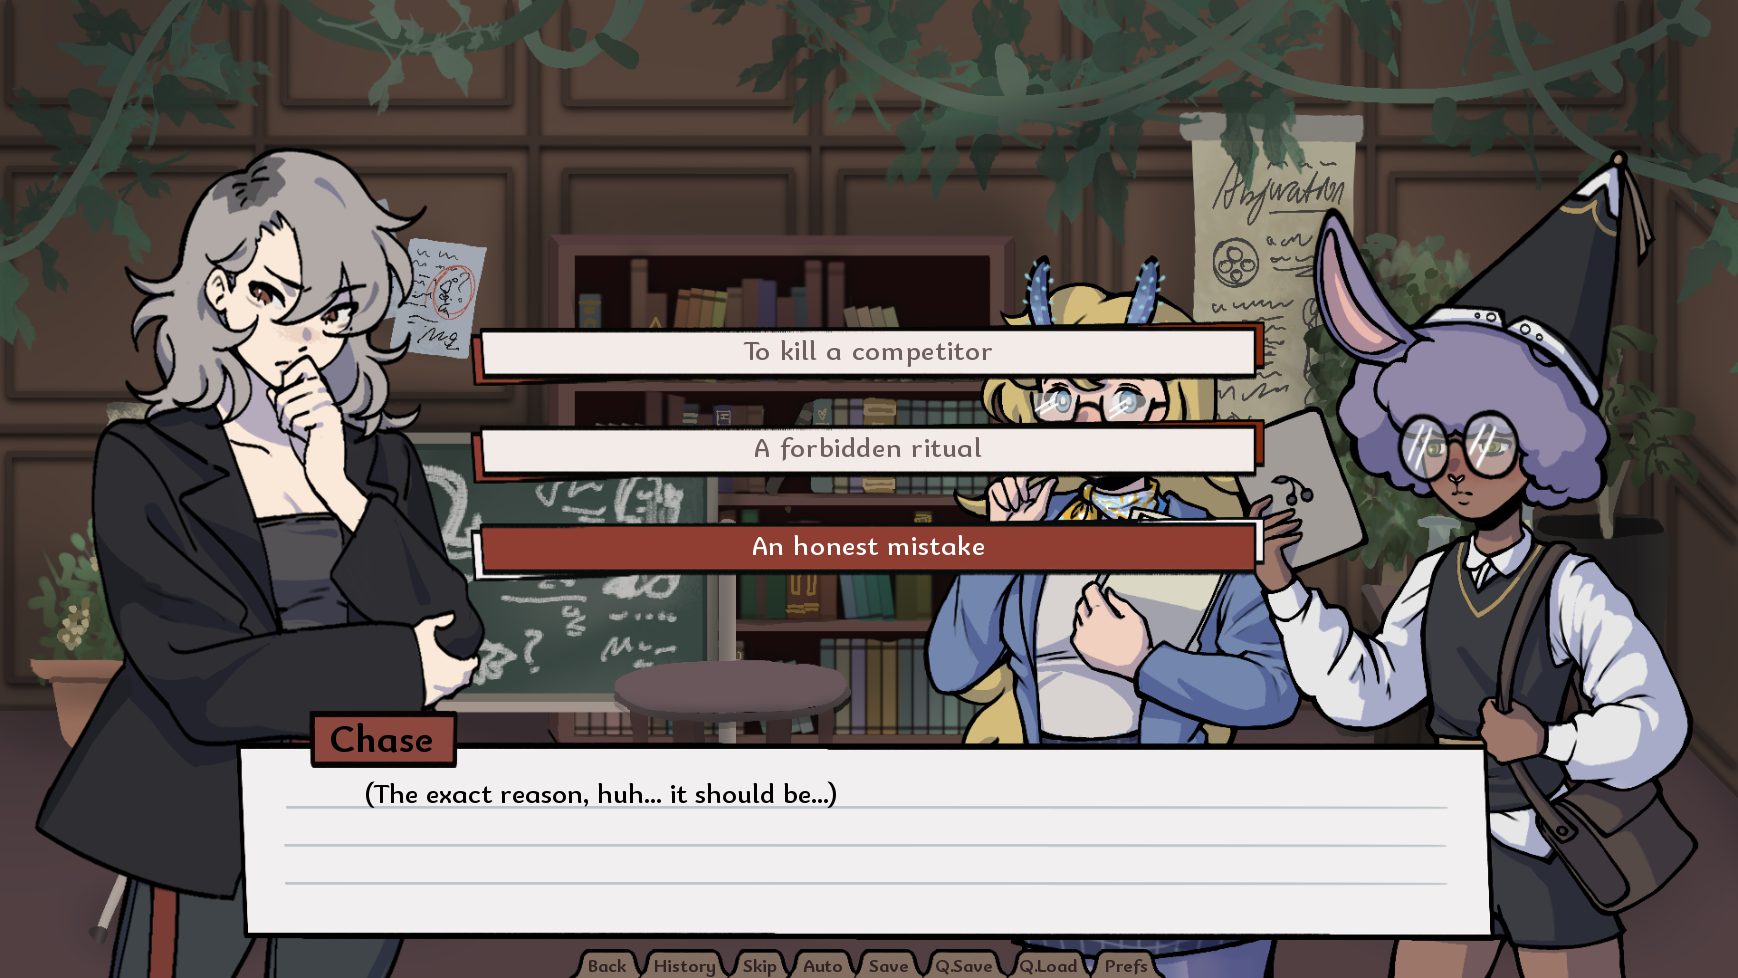 Abjuration
To kill a competitor
A forbidden ritual
An honest mistake
Chase
(The exact reason, huh... it should be...)
Back History Skip Auto Save Q.Save Q.Load Prefs